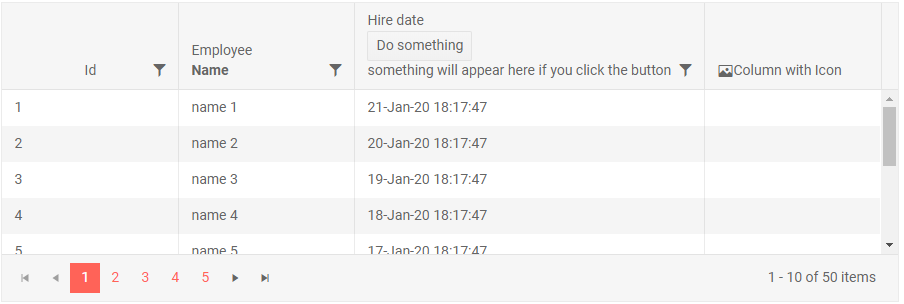 Id
Employee
Name
Hire date
Do something
something will appear here if you click the button
Column with Icon
1 name 1 21-Jan-20 18:17:47
2 name 2 20-Jan-20 18:17:47
3 name 3 19-Jan-20 18:17:47
4 name 4 18-Jan-20 18:17:47
5 name 5 17-Jan-20 18:17:47
1 2 3 4 5 1 - 10 of 50 items